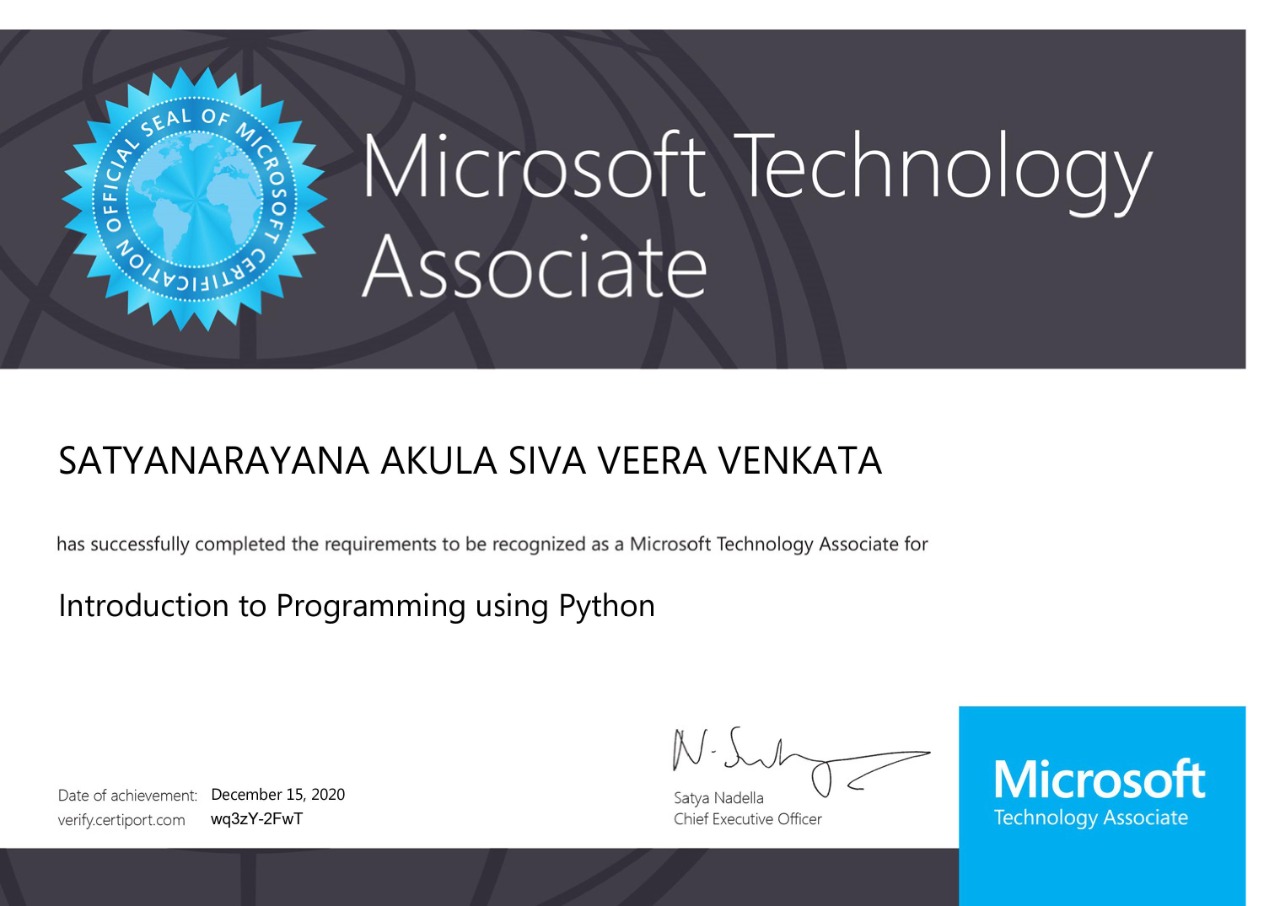 OFFICIAL SEAL OF MICROSOFT CERTIFICATION
Microsoft Technology
Associate
SATYANARAYANA AKULA SIVA VEERA VENKATA
has successfully completed the requirements to be recognized as a Microsoft Technology Associate for
Introduction to Programming using Python
Date of achievement: December 15, 2020
verify.certiport.com wq3zY-2FwT
N-Satya
Satya Nadella
Chief Executive Officer
Microsoft
Technology Associate